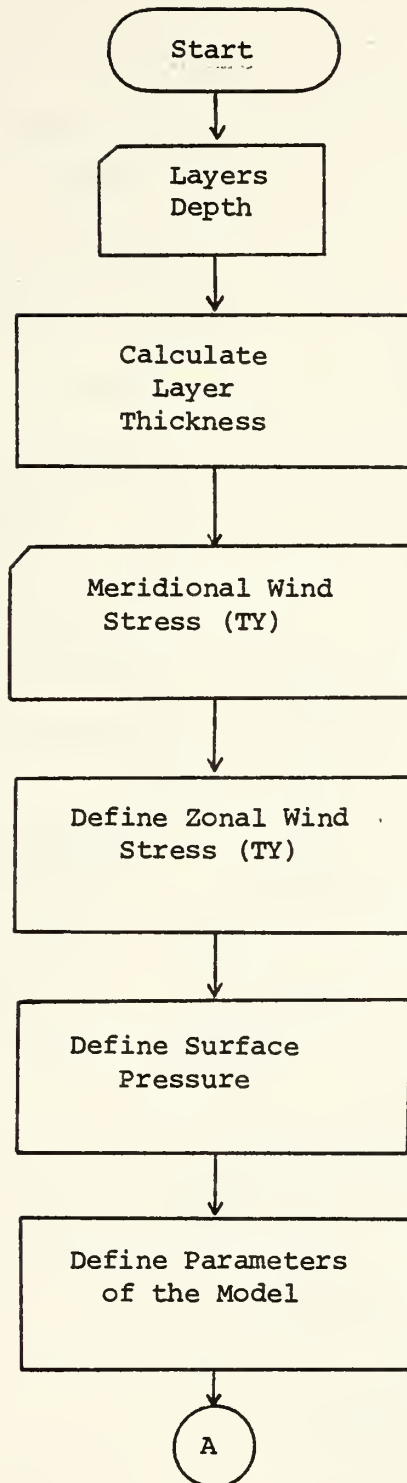 Start
Layers
Depth
Calculate
Layer
Thickness
Meridional Wind
Stress (TY)
Define Zonal Wind
Stress (TY)
Define Surface
Pressure
Define Parameters
of the Model
A